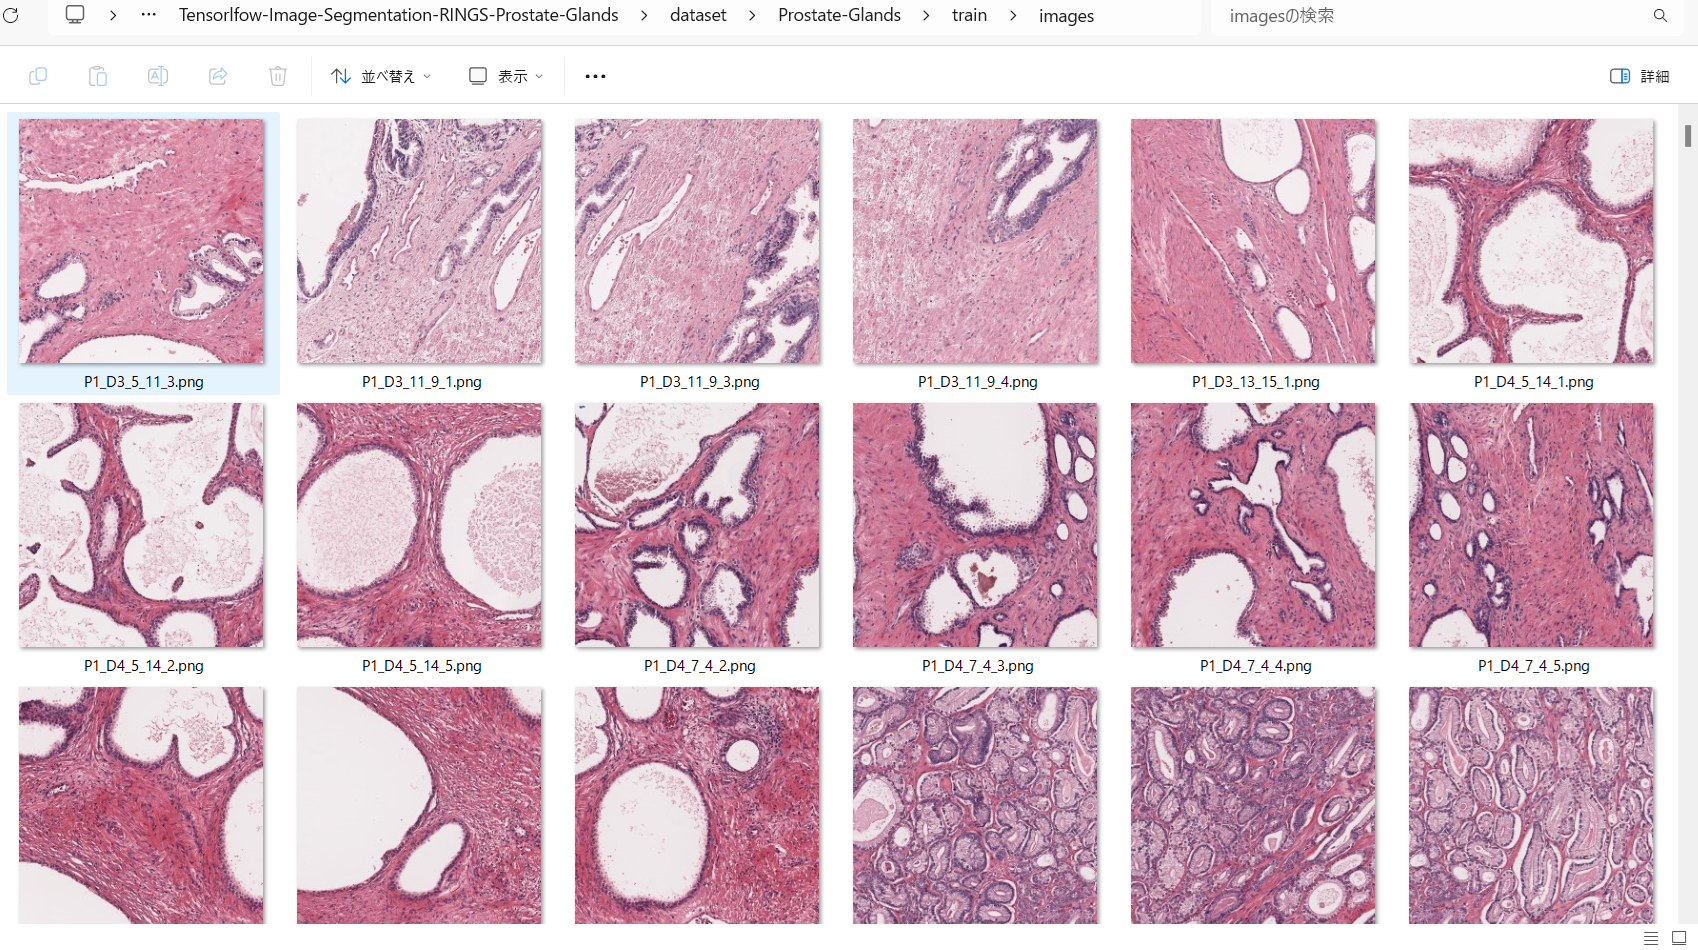 Tensorlfow-Image-Segmentation-RINGS-Prostate-Glands > dataset > Prostate-Glands > train > images
imagesの検索
並べ替え
表示
詳細
P1_D3_5_11_3.png
P1_D3_11_9_1.png
P1_D3_11_9_3.png
P1_D3_11_9_4.png
P1_D3_13_15_1.png
P1_D4_5_14_1.png
P1_D4_5_14_2.png
P1_D4_5_14_5.png
P1_D4_7_4_2.png
P1_D4_7_4_3.png
P1_D4_7_4_4.png
P1_D4_7_4_5.png